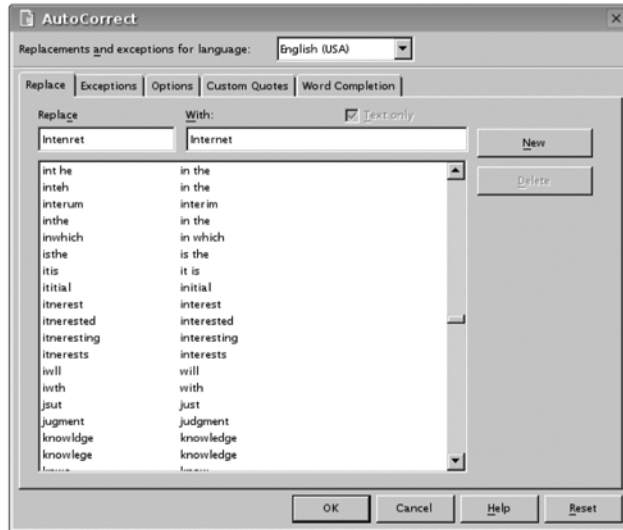 AutoCorrect
Replacements and exceptions for language: English (USA)
Replace Exceptions Options Custom Quotes Word Completion
Replace With: Text only
Intenret Internet New
int he in the
Delete
inteh in the
interum interim
inthe in the
inwhich in which
isthe is the
itis it is
ititial initial
itnerest interest
itnerested interested
itneresting interesting
itnerests interests
iwll will
iwth with
jsut just
jugment judgment
knowldge knowledge
knowlege knowledge
OK Cancel Help Reset